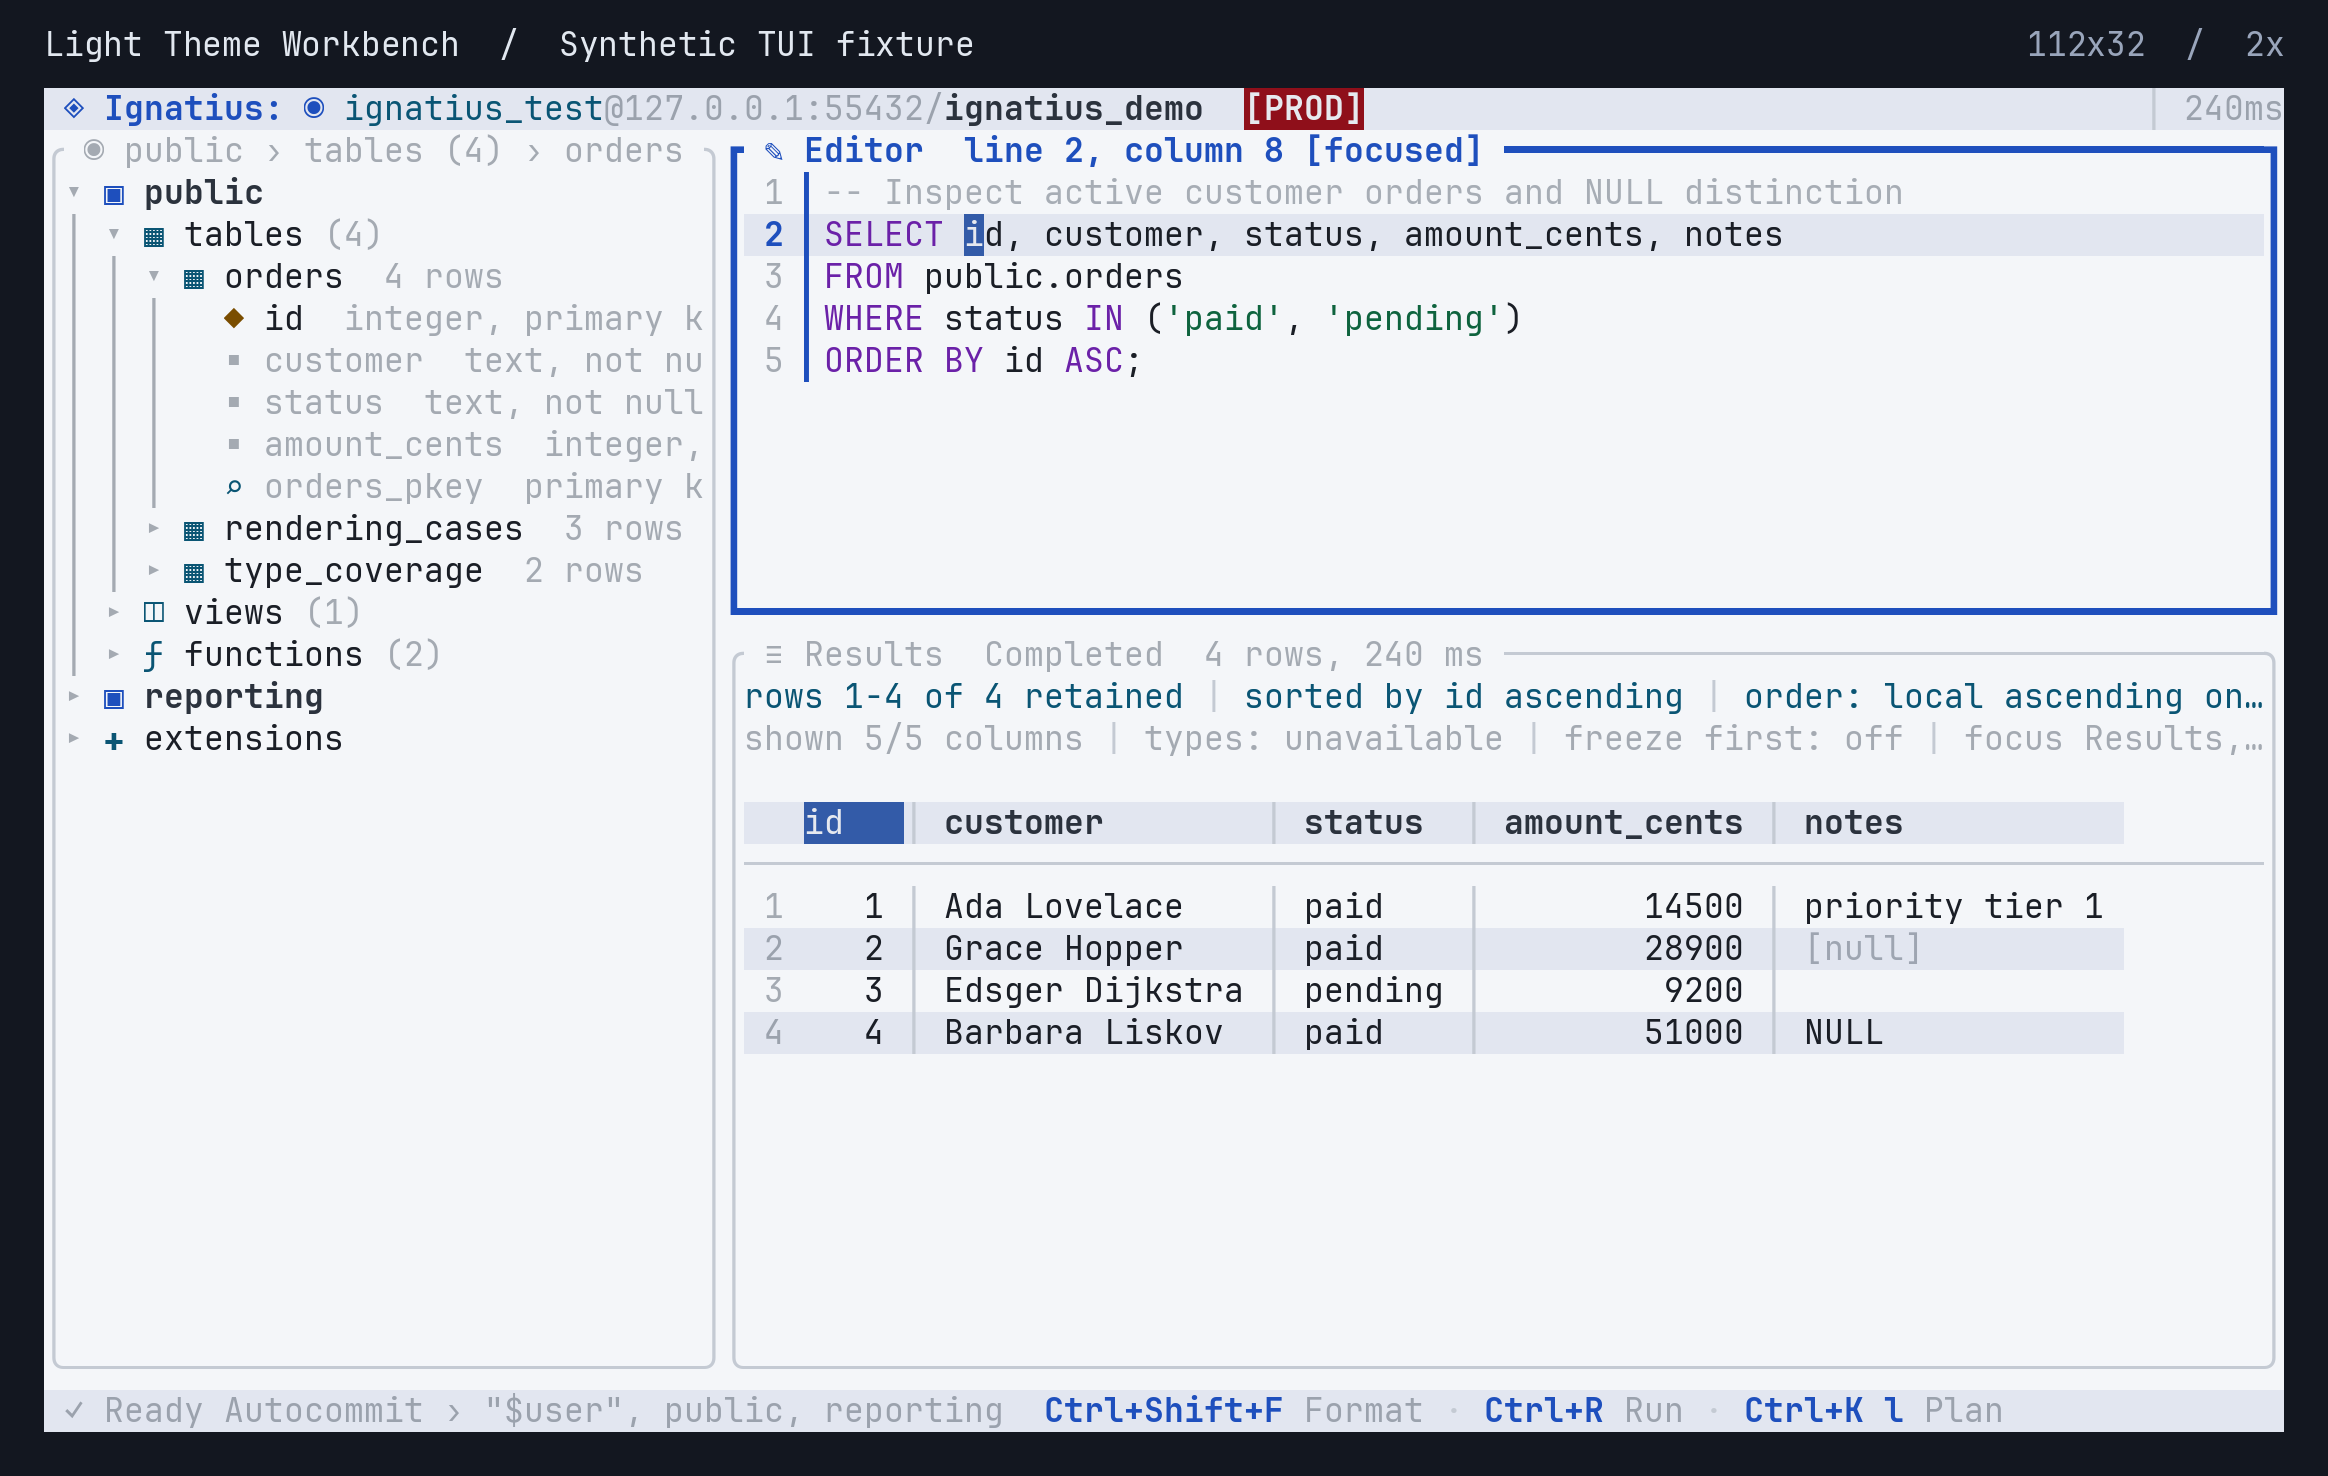 Light Theme Workbench / Synthetic TUI fixture
112x32 / 2x
◈ Ignatius: ◉ ignatius_test@127.0.0.1:55432/ignatius_demo [PROD]
│ 240ms
◉ public › tables (4) › orders
▾ ▣ public
▾ ▦ tables (4)
▾ ▦ orders 4 rows
◆ id integer, primary k
▪ customer text, not nu
▪ status text, not null
▪ amount_cents integer,
⌕ orders_pkey primary k
▸ ▦ rendering_cases 3 rows
▸ ▦ type_coverage 2 rows
▸ ◫ views (1)
▸ ƒ functions (2)
▸ ▣ reporting
▸ ✚ extensions
✎ Editor line 2, column 8 [focused]
1 -- Inspect active customer orders and NULL distinction
2 SELECT id, customer, status, amount_cents, notes
3 FROM public.orders
4 WHERE status IN ('paid', 'pending')
5 ORDER BY id ASC;
≡ Results Completed 4 rows, 240 ms
rows 1-4 of 4 retained │ sorted by id ascending │ order: local ascending on…
shown 5/5 columns │ types: unavailable │ freeze first: off │ focus Results,…
id │ customer │ status │ amount_cents │ notes
1 1 │ Ada Lovelace │ paid │ 14500 │ priority tier 1
2 2 │ Grace Hopper │ paid │ 28900 │ [null]
3 3 │ Edsger Dijkstra │ pending │ 9200 │
4 4 │ Barbara Liskov │ paid │ 51000 │ NULL
✓ Ready Autocommit › "$user", public, reporting Ctrl+Shift+F Format · Ctrl+R Run · Ctrl+K l Plan